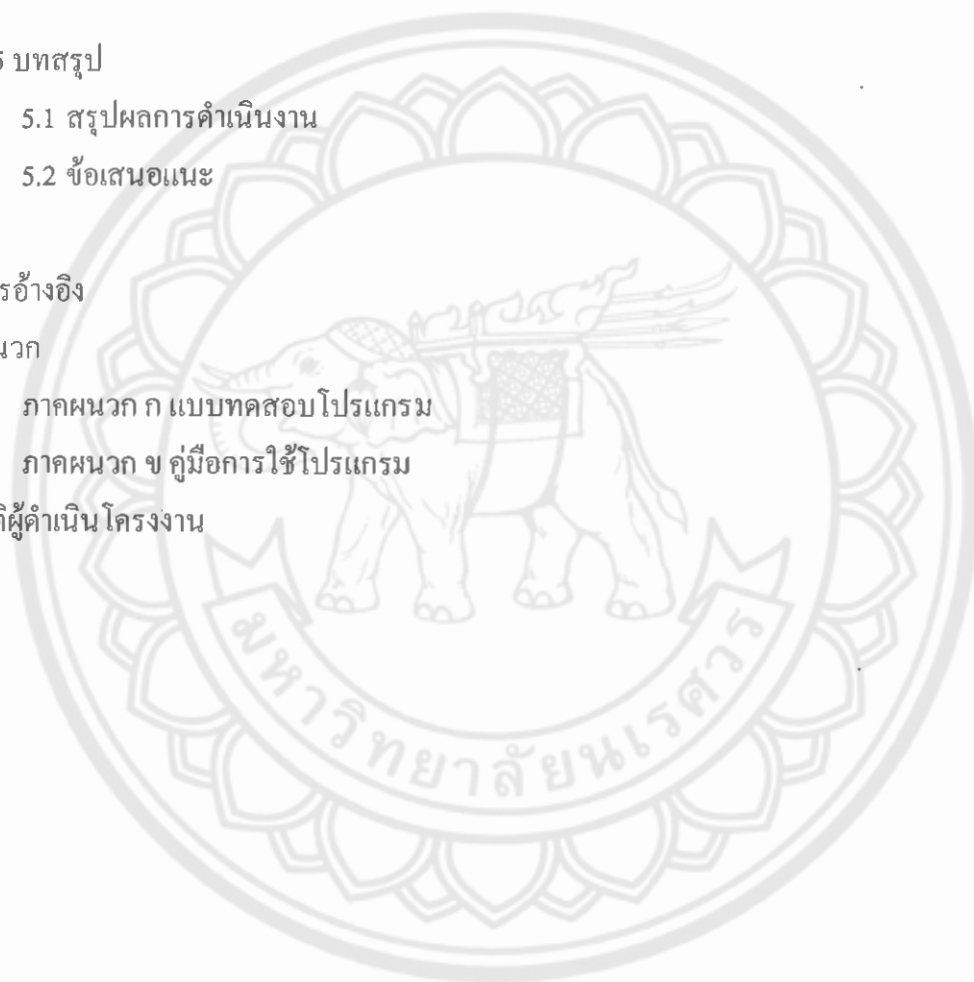 5 บทสรุป
5.1 สรุปผลการดำเนินงาน
5.2 ข้อเสนอแนะ
รอ้างอิง
นวก
ภาคผนวก ก แบบทดสอบโปรแกรม
ภาคผนวก ข คู่มือการใช้โปรแกรม
ติผู้ดำเนินโครงงาน
มหาวิทยาลัยนเรศวร